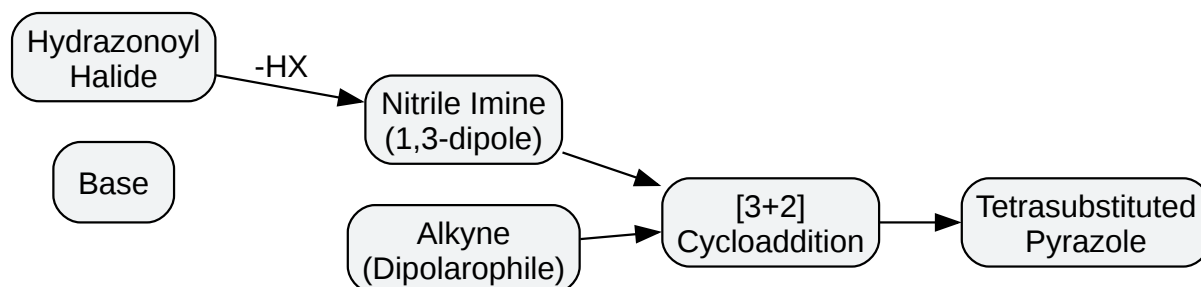 Hydrazonoyl
Halide
-HX
Base
Nitrile Imine
(1,3-dipole)
Alkyne
(Dipolarophile)
[3+2]
Cycloaddition
Tetrasubstituted
Pyrazole